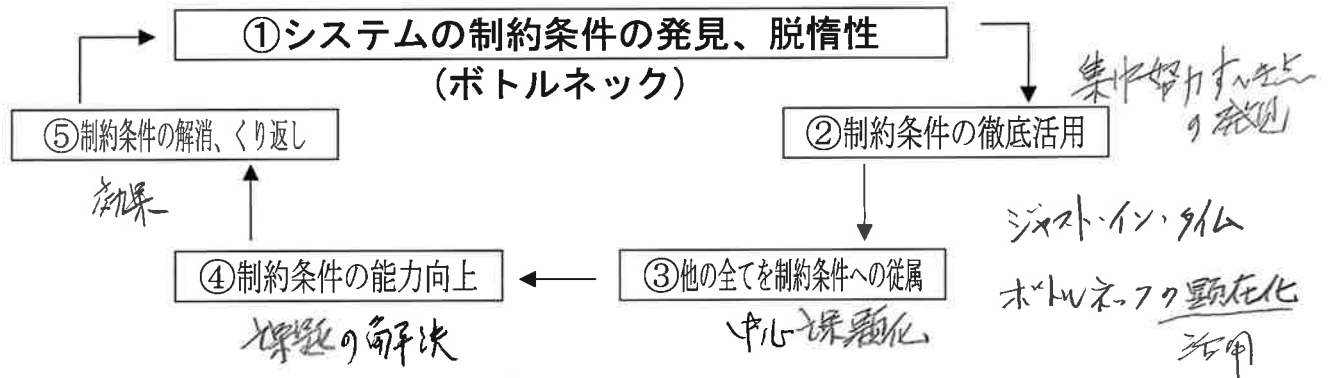 ①システムの制約条件の発見、脱惰性
(ボトルネック)
集中努力すべき点
の発見
⑤制約条件の解消、くり返し
②制約条件の徹底活用
効果
ジャスト・イン・タイム
④制約条件の能力向上
③他の全てを制約条件への従属
ボトルネックの顕在化
課題の解決
中心課題化
活用